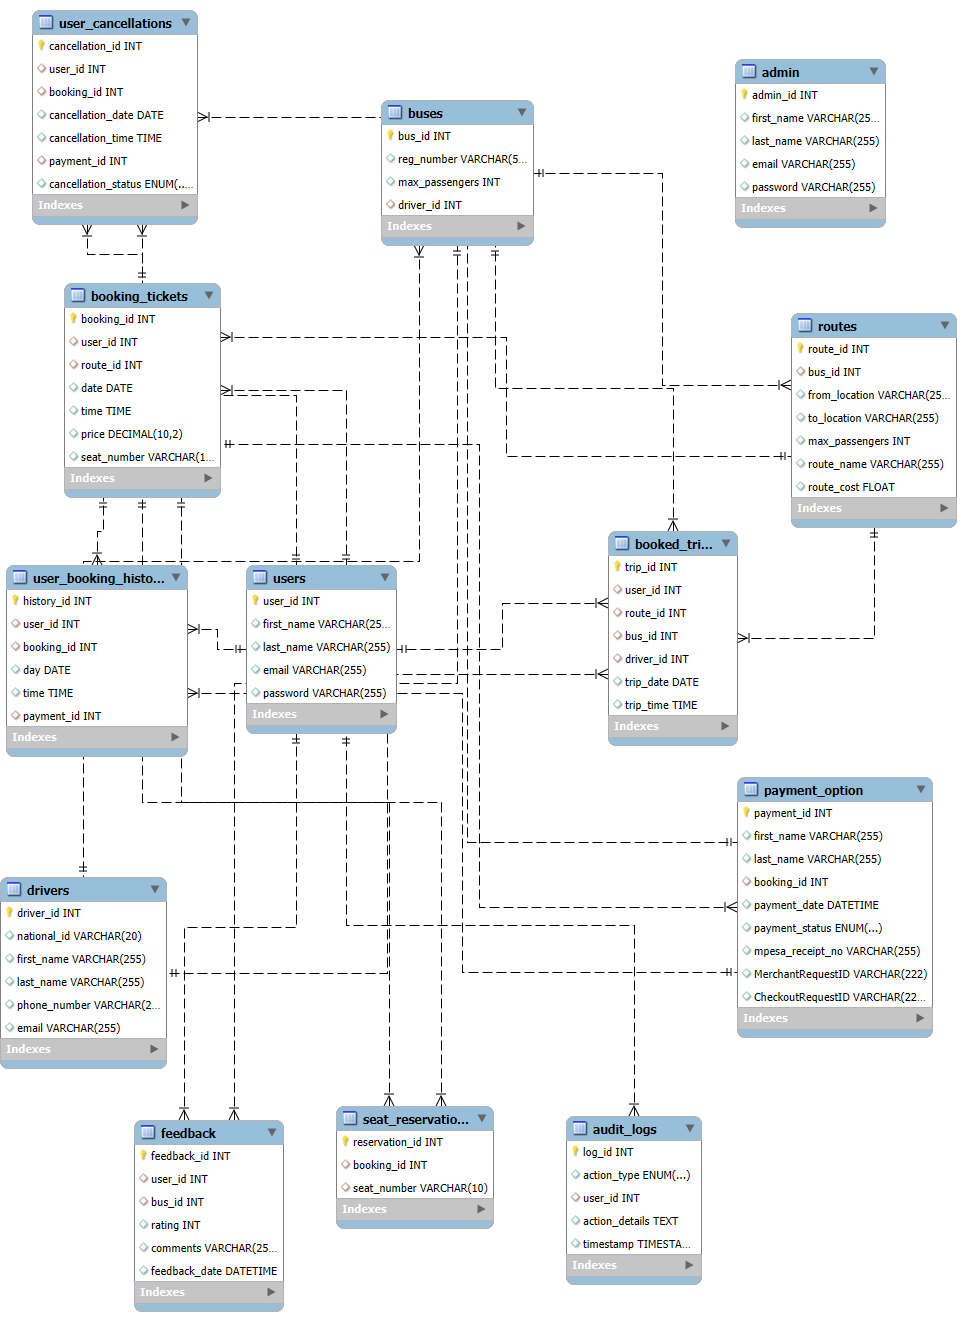 user_cancellations
cancellation_id INT
user_id INT
booking_id INT
cancellation_date DATE
cancellation_time TIME
payment_id INT
cancellation_status ENUM(...,...
Indexes
buses
bus_id INT
reg_number VARCHAR(5...
max_passengers INT
driver_id INT
Indexes
admin
admin_id INT
first_name VARCHAR(25...
last_name VARCHAR(255)
email VARCHAR(255)
password VARCHAR(255)
Indexes
booking_tickets
booking_id INT
user_id INT
route_id INT
date DATE
time TIME
price DECIMAL(10,2)
seat_number VARCHAR(1...
Indexes
routes
route_id INT
bus_id INT
from_location VARCHAR(25...
to_location VARCHAR(255)
max_passengers INT
route_name VARCHAR(255)
route_cost FLOAT
Indexes
user_booking_histo...
history_id INT
user_id INT
booking_id INT
day DATE
time TIME
payment_id INT
Indexes
users
user_id INT
first_name VARCHAR(25...
last_name VARCHAR(255)
email VARCHAR(255)
password VARCHAR(255)
Indexes
booked_tri...
trip_id INT
user_id INT
route_id INT
bus_id INT
driver_id INT
trip_date DATE
trip_time TIME
Indexes
payment_option
payment_id INT
first_name VARCHAR(255)
last_name VARCHAR(255)
booking_id INT
payment_date DATETIME
payment_status ENUM(...)
mpesa_receipt_no VARCHAR(255)
MerchantRequestID VARCHAR(222)
CheckoutRequestID VARCHAR(22...
Indexes
drivers
driver_id INT
national_id VARCHAR(20)
first_name VARCHAR(255)
last_name VARCHAR(255)
phone_number VARCHAR(2...
email VARCHAR(255)
Indexes
feedback
feedback_id INT
user_id INT
bus_id INT
rating INT
comments VARCHAR(25...
feedback_date DATETIME
Indexes
seat_reservatio...
reservation_id INT
booking_id INT
seat_number VARCHAR(10)
Indexes
audit_logs
log_id INT
action_type ENUM(...)
user_id INT
action_details TEXT
timestamp TIMESTA...
Indexes